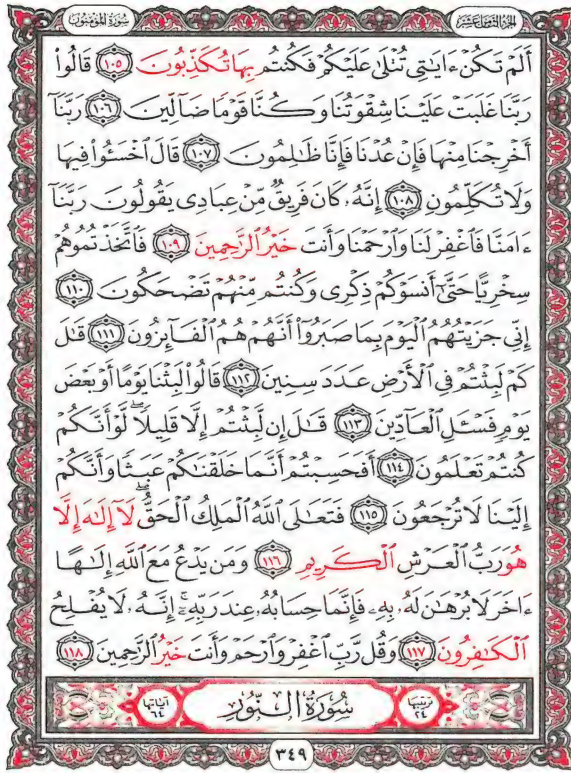 الجزء الثامن عشر سورة المؤمنون
أَلَمْ تَكُنْ ءَايَٰتِى تُتْلَىٰ عَلَيْكُمْ فَكُنتُم بِهَا تُكَذِّبُونَ ١٠٥ قَالُوا۟
رَبَّنَا غَلَبَتْ عَلَيْنَا شِقْوَتُنَا وَكُنَّا قَوْمًا ضَآلِّينَ ١٠٦ رَبَّنَآ
أَخْرِجْنَا مِنْهَا فَإِنْ عُدْنَا فَإِنَّا ظَٰلِمُونَ ١٠٧ قَالَ ٱخْسَـُٔوا۟ فِيهَا
وَلَا تُكَلِّمُونِ ١٠٨ إِنَّهُۥ كَانَ فَرِيقٌ مِّنْ عِبَادِى يَقُولُونَ رَبَّنَآ
ءَامَنَّا فَٱغْفِرْ لَنَا وَٱرْحَمْنَا وَأَنتَ خَيْرُ ٱلرَّٰحِمِينَ ١٠٩ فَٱتَّخَذْتُمُوهُمْ
سِخْرِيًّا حَتَّىٰٓ أَنسَوْكُمْ ذِكْرِى وَكُنتُم مِّنْهُمْ تَضْحَكُونَ ١١٠
إِنِّى جَزَيْتُهُمُ ٱلْيَوْمَ بِمَا صَبَرُوٓا۟ أَنَّهُمْ هُمُ ٱلْفَآئِزُونَ ١١١ قَٰلَ
كَمْ لَبِثْتُمْ فِى ٱلْأَرْضِ عَدَدَ سِنِينَ ١١٢ قَالُوا۟ لَبِثْنَا يَوْمًا أَوْ بَعْضَ
يَوْمٍ فَسْـَٔلِ ٱلْعَآدِّينَ ١١٣ قَٰلَ إِن لَّبِثْتُمْ إِلَّا قَلِيلًا ۖ لَّوْ أَنَّكُمْ
كُنتُمْ تَعْلَمُونَ ١١٤ أَفَحَسِبْتُمْ أَنَّمَا خَلَقْنَٰكُمْ عَبَثًا وَأَنَّكُمْ
إِلَيْنَا لَا تُرْجَعُونَ ١١٥ فَتَعَٰلَى ٱللَّهُ ٱلْمَلِكُ ٱلْحَقُّ ۖ لَآ إِلَٰهَ إِلَّا
هُوَ رَبُّ ٱلْعَرْشِ ٱلْكَرِيمِ ١١٦ وَمَن يَدْعُ مَعَ ٱللَّهِ إِلَٰهًا
ءَاخَرَ لَا بُرْهَٰنَ لَهُۥ بِهِۦ فَإِنَّمَا حِسَابُهُۥ عِندَ رَبِّهِۦٓ ۚ إِنَّهُۥ لَا يُفْلِحُ
ٱلْكَٰفِرُونَ ١١٧ وَقُل رَّبِّ ٱغْفِرْ وَٱرْحَمْ وَأَنتَ خَيْرُ ٱلرَّٰحِمِينَ ١١٨
ترتيبها ٢٤ سُورَةُ النُّورِ آياتها ٦٤
٣٤٩